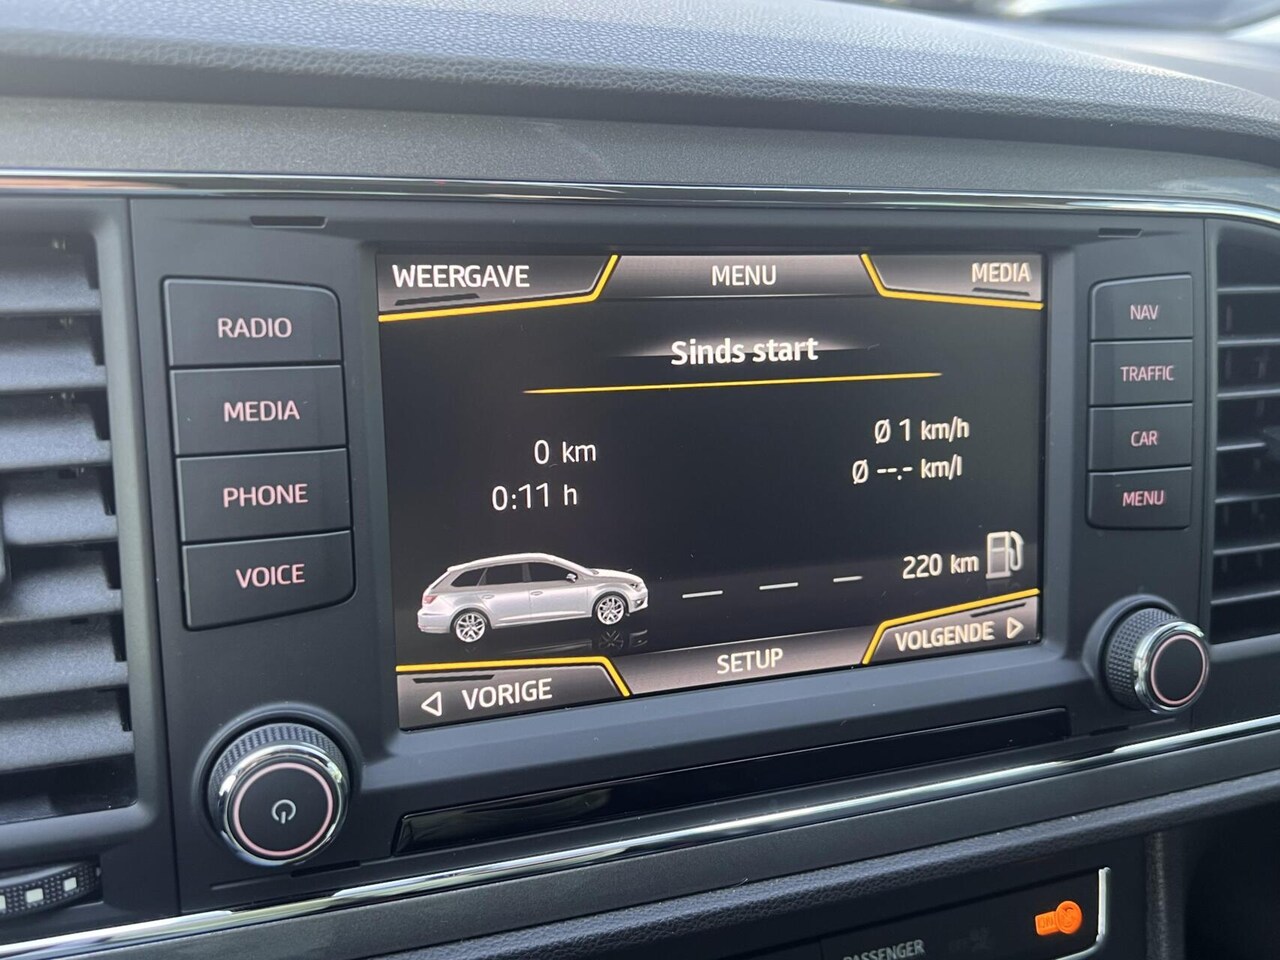 WEERGAVE MENU MEDIA
Sinds start
0 km
0:11 h
Ø 1 km/h
Ø --.- km/l
220 km
VORIGE SETUP VOLGENDE
RADIO
MEDIA
PHONE
VOICE
NAV
TRAFFIC
CAR
MENU
PASSENGER